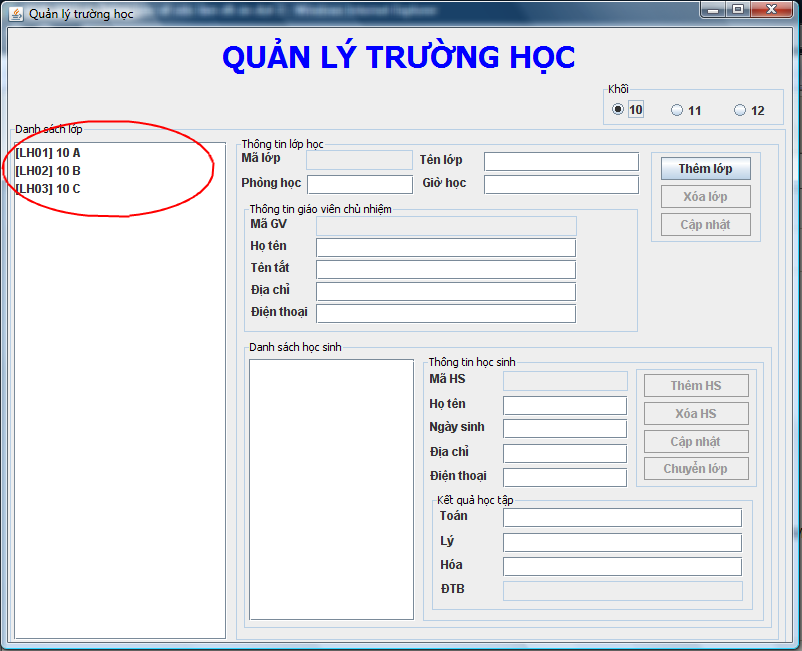 Quản lý trường học
QUẢN LÝ TRƯỜNG HỌC
Khối
10 11 12
Danh sách lớp
[LH01] 10 A
[LH02] 10 B
[LH03] 10 C
Thông tin lớp học
Mã lớp Tên lớp
Phòng học Giờ học
Thêm lớp
Xóa lớp
Cập nhật
Thông tin giáo viên chủ nhiệm
Mã GV
Họ tên
Tên tắt
Địa chỉ
Điện thoại
Danh sách học sinh
Thông tin học sinh
Mã HS
Họ tên
Ngày sinh
Địa chỉ
Điện thoại
Thêm HS
Xóa HS
Cập nhật
Chuyển lớp
Kết quả học tập
Toán
Lý
Hóa
ĐTB